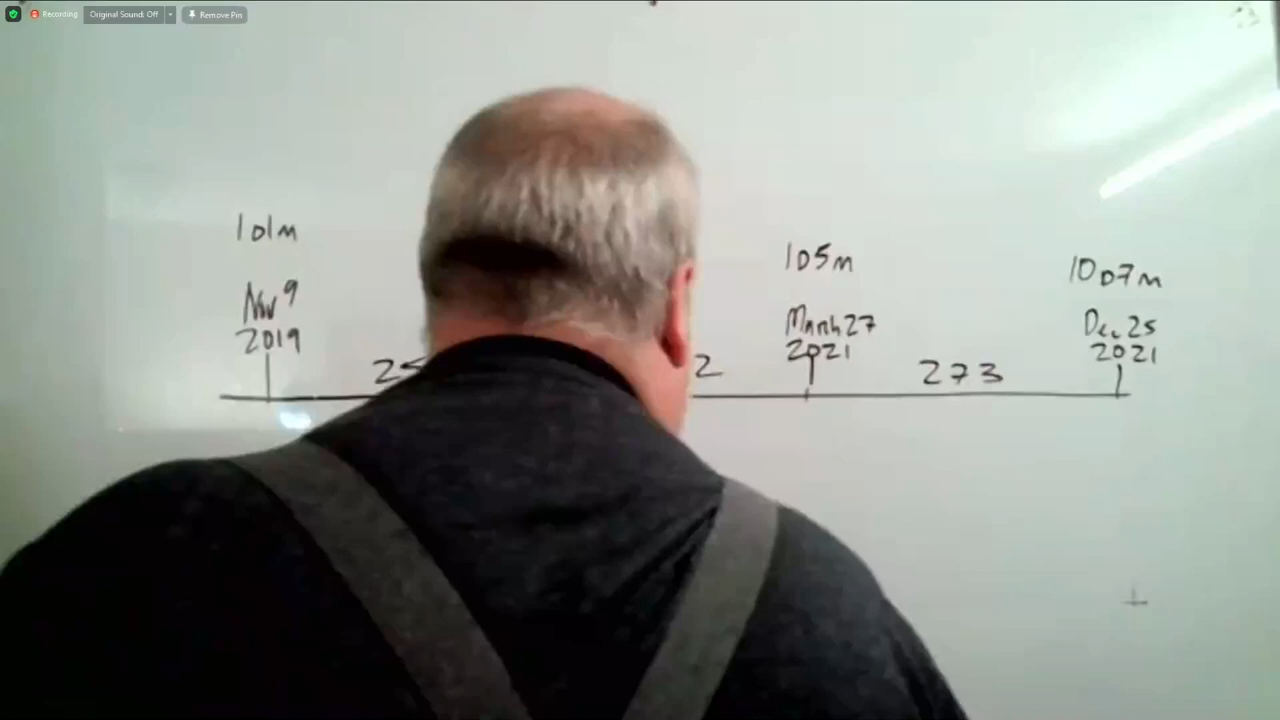 Recording
Original Sound: Off
Remove Pin
101m
Nov 9
2019
25
2
105m
March 27
2021
273
1007m
Dec 25
2021